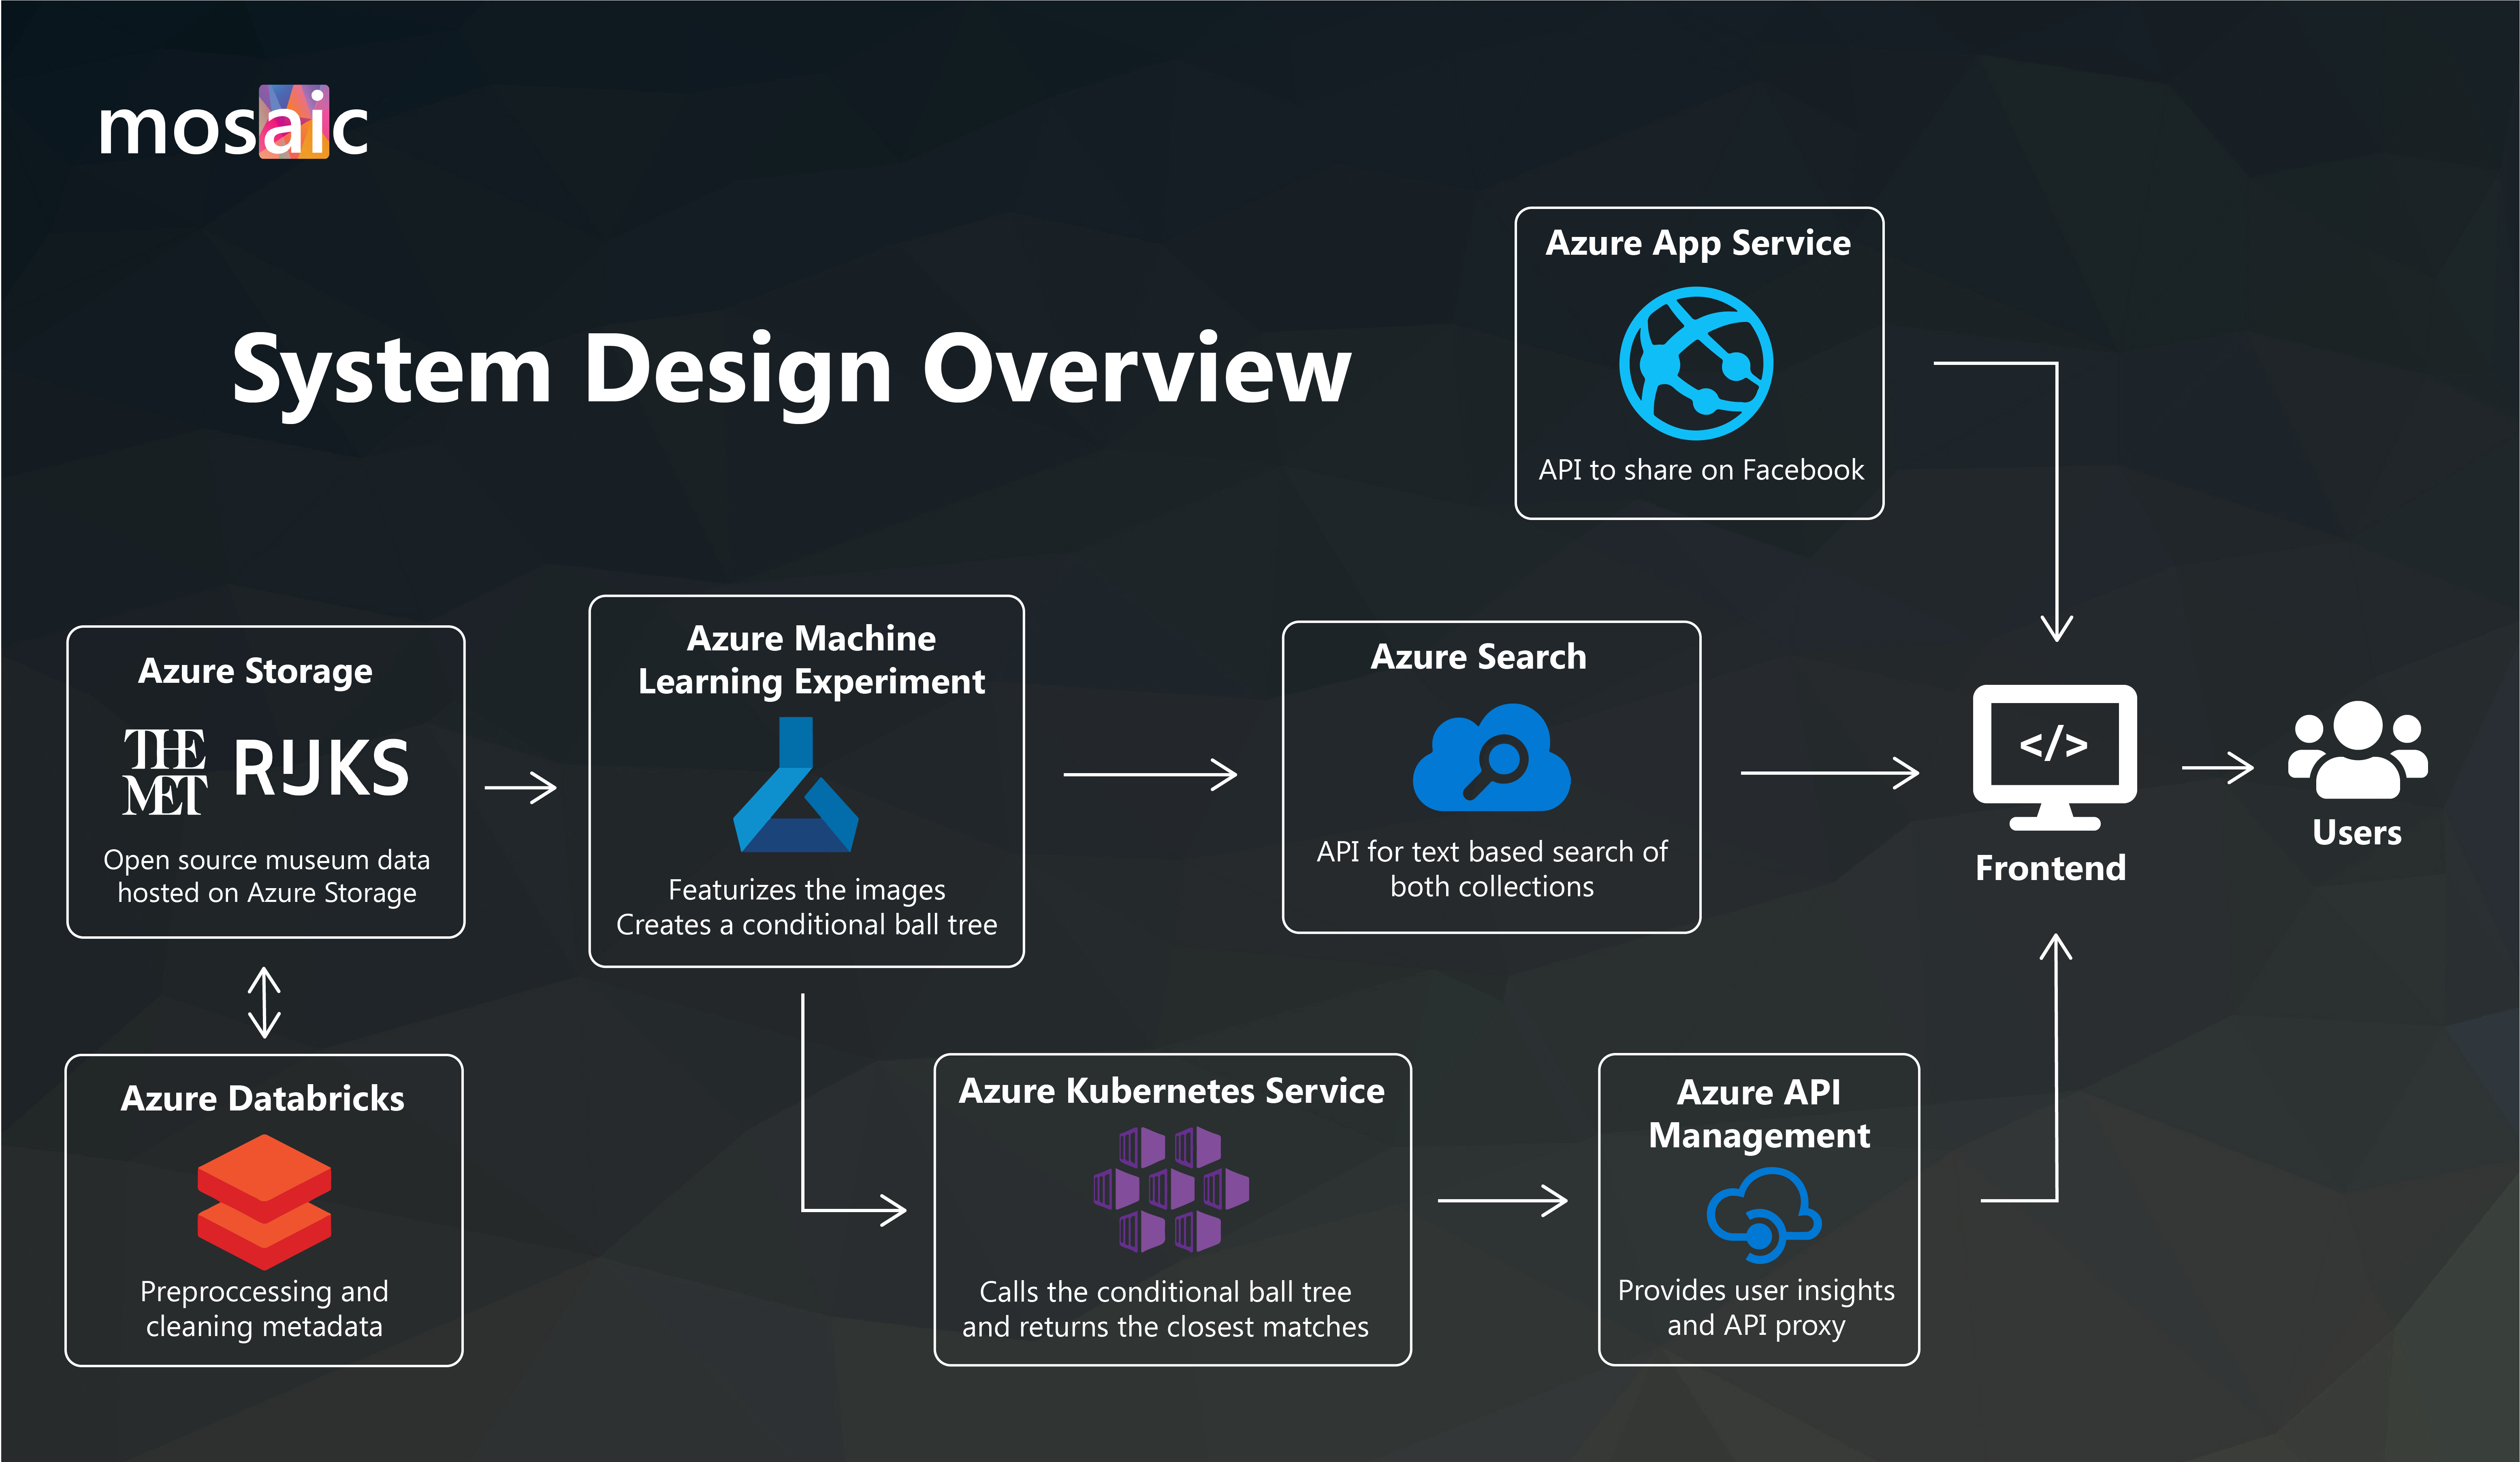 mosaic
System Design Overview
Azure App Service
API to share on Facebook
Azure Storage
THE
MET
RIJKS
Open source museum data
hosted on Azure Storage
Azure Machine
Learning Experiment
Featurizes the images
Creates a conditional ball tree
Azure Search
API for text based search of
both collections
</>
Frontend
Users
Azure Databricks
Preproccessing and
cleaning metadata
Azure Kubernetes Service
Calls the conditional ball tree
and returns the closest matches
Azure API
Management
Provides user insights
and API proxy